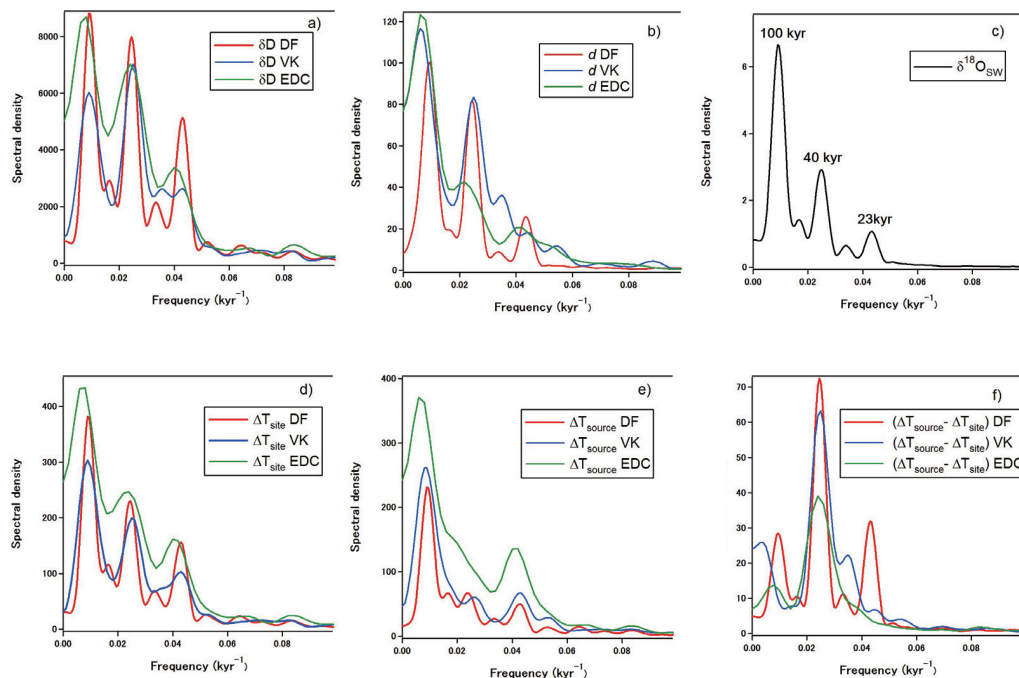 a)
δD DF
δD VK
δD EDC
Spectral density
8000
6000
4000
2000
0
0.00 0.02 0.04 0.06 0.08
Frequency (kyr⁻¹)
b)
d DF
d VK
d EDC
Spectral density
120
100
80
60
40
20
0
0.00 0.02 0.04 0.06 0.08
Frequency (kyr⁻¹)
c)
100 kyr
δ¹⁸O_SW
40 kyr
23kyr
Spectral density
6
4
2
0
0.00 0.02 0.04 0.06 0.08
Frequency (kyr⁻¹)
d)
ΔT_site DF
ΔT_site VK
ΔT_site EDC
Spectral density
400
300
200
100
0
0.00 0.02 0.04 0.06 0.08
Frequency (kyr⁻¹)
e)
ΔT_source DF
ΔT_source VK
ΔT_source EDC
Spectral density
400
300
200
100
0
0.00 0.02 0.04 0.06 0.08
Frequency (kyr⁻¹)
f)
(ΔT_source- ΔT_site) DF
(ΔT_source- ΔT_site) VK
(ΔT_source- ΔT_site) EDC
Spectral density
70
60
50
40
30
20
10
0
0.00 0.02 0.04 0.06 0.08
Frequency (kyr⁻¹)